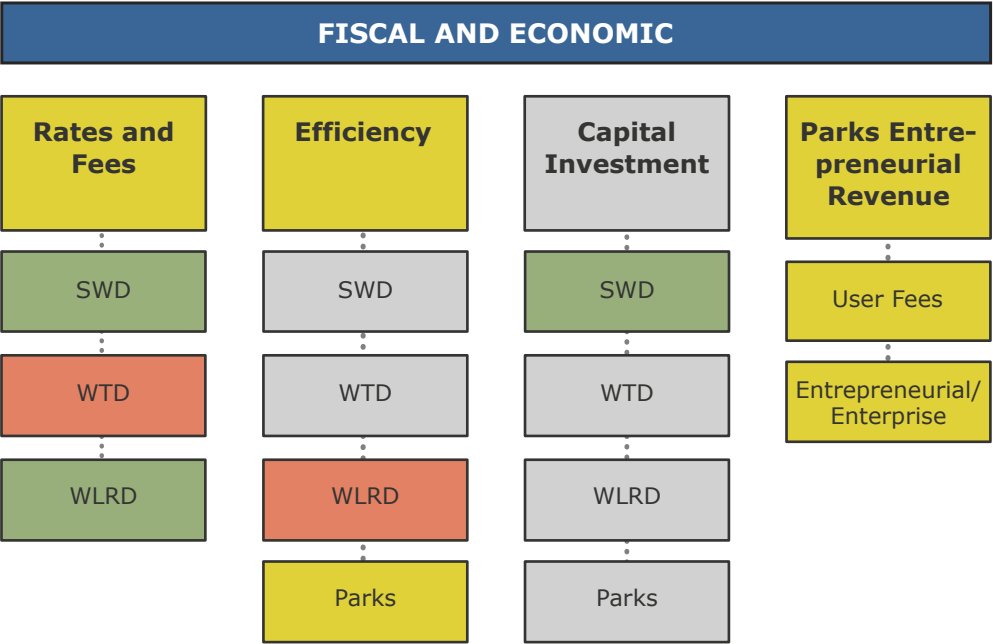 FISCAL AND ECONOMIC
Rates and
Fees
SWD
WTD
WLRD
Efficiency
SWD
WTD
WLRD
Parks
Capital
Investment
SWD
WTD
WLRD
Parks
Parks Entre-
preneurial
Revenue
User Fees
Entrepreneurial/
Enterprise